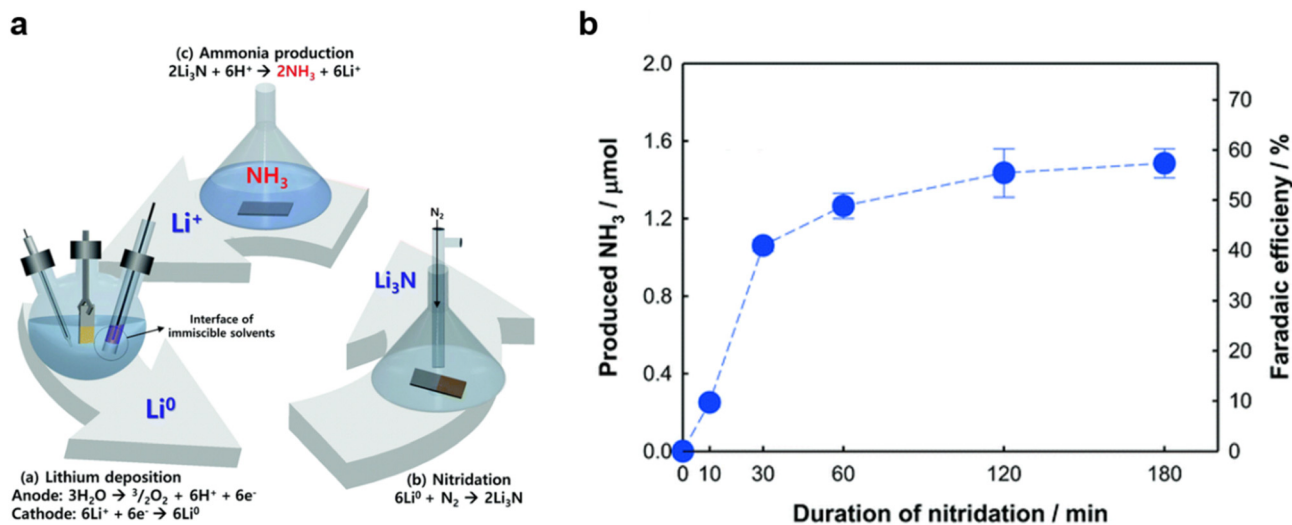 a
(c) Ammonia production
2Li₃N + 6H⁺ → 2NH₃ + 6Li⁺
NH₃
Li⁺
N₂
Li₃N
Interface of
immiscible solvents
Li⁰
(a) Lithium deposition
Anode: 3H₂O → ³/₂O₂ + 6H⁺ + 6e⁻
Cathode: 6Li⁺ + 6e⁻ → 6Li⁰
(b) Nitridation
6Li⁰ + N₂ → 2Li₃N
b
Produced NH₃ / μmol
2.0
1.6
1.2
0.8
0.4
0.0
0 10 30 60 120 180
Duration of nitridation / min
70
60
50
40
30
20
10
0
Faradaic efficieny / %